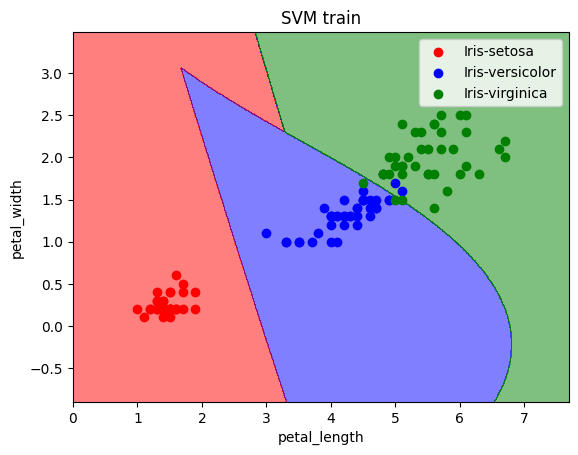 SVM train
Iris-setosa
Iris-versicolor
Iris-virginica
3.0
2.5
2.0
1.5
1.0
0.5
0.0
−0.5
petal_width
0
1
2
3
4
5
6
7
petal_length